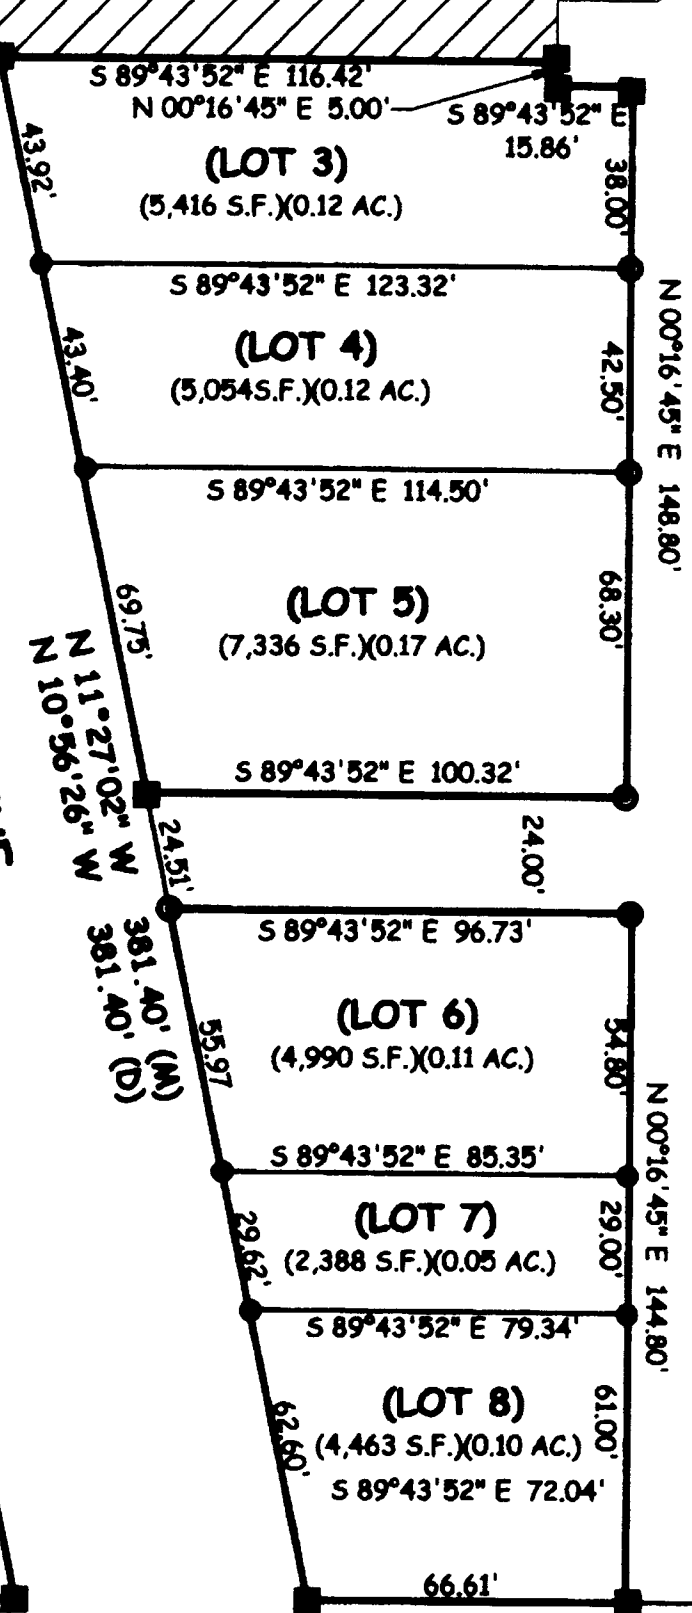 S 89°43'52" E 116.42'
N 00°16'45" E 5.00'
S 89°43'52" E
15.86'
43.92'
(LOT 3)
(5,416 S.F.)(0.12 AC.)
38.00'
S 89°43'52" E 123.32'
43.40'
(LOT 4)
(5,054S.F.)(0.12 AC.)
42.50'
N 00°16'45" E 148.80'
S 89°43'52" E 114.50'
69.75'
(LOT 5)
(7,336 S.F.)(0.17 AC.)
68.30'
N 11°27'02" W 381.40' (M)
N 10°56'26" W 381.40' (D)
S 89°43'52" E 100.32'
24.51'
24.00'
S 89°43'52" E 96.73'
55.97
(LOT 6)
(4,990 S.F.)(0.11 AC.)
54.80'
S 89°43'52" E 85.35'
29.62'
(LOT 7)
(2,388 S.F.)(0.05 AC.)
29.00'
N 00°16'45" E 144.80'
S 89°43'52" E 79.34'
62.60'
(LOT 8)
(4,463 S.F.)(0.10 AC.)
61.00'
S 89°43'52" E 72.04'
66.61'